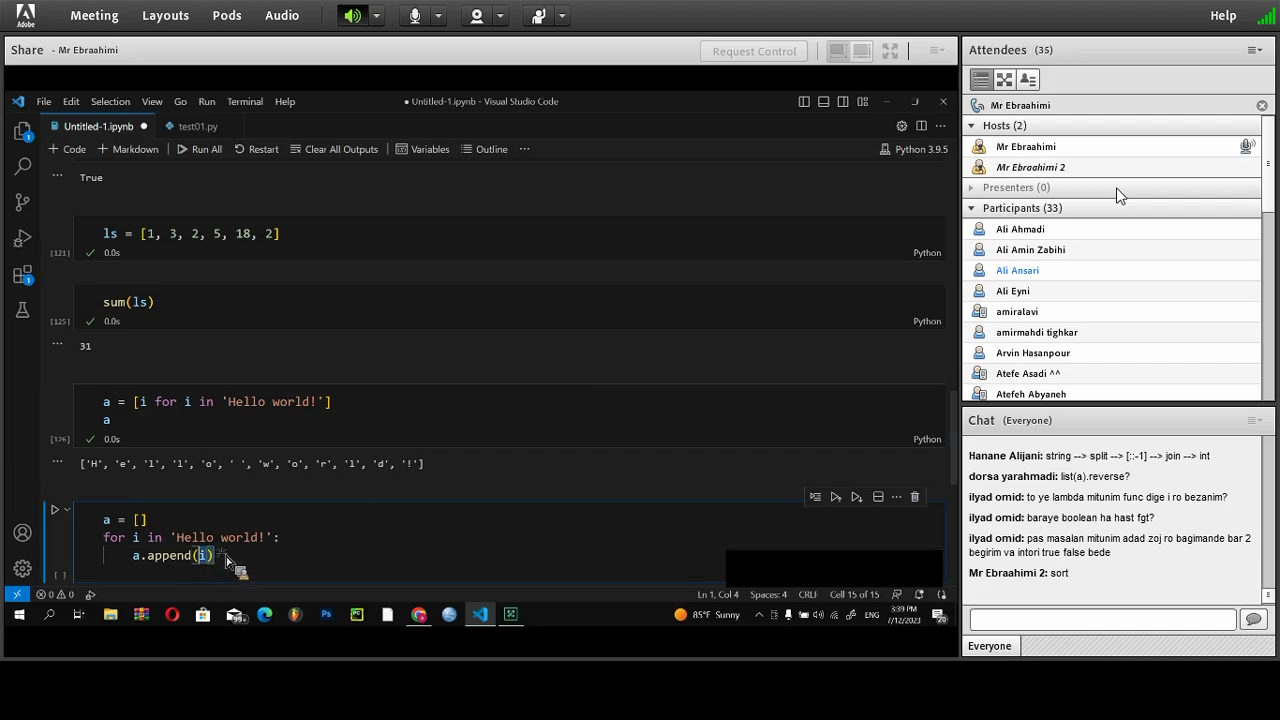 Adobe
Meeting Layouts Pods Audio Help
Share - Mr Ebraahimi
Request Control
File Edit Selection View Go Run Terminal Help
● Untitled-1.ipynb - Visual Studio Code
Untitled-1.ipynb ● test01.py
+ Code + Markdown Run All Restart Clear All Outputs Variables Outline ...
Python 3.9.5
True
ls = [1, 3, 2, 5, 18, 2]
[121] 0.0s Python
sum(ls)
[125] 0.0s Python
31
a = [i for i in 'Hello world!']
a
[126] 0.0s Python
['H', 'e', 'l', 'l', 'o', ' ', 'w', 'o', 'r', 'l', 'd', '!']
a = []
for i in 'Hello world!':
a.append(i)
[ ]
0 0 Ln 1, Col 4 Spaces: 4 CRLF Cell 15 of 15
99+ 85°F Sunny ENG 3:39 PM
7/12/2023 20
Attendees (35)
Mr Ebraahimi
Hosts (2)
Mr Ebraahimi
Mr Ebraahimi 2
Presenters (0)
Participants (33)
Ali Ahmadi
Ali Amin Zabihi
Ali Ansari
Ali Eyni
amiralavi
amirmahdi tighkar
Arvin Hasanpour
Atefe Asadi ^^
Atefeh Abyaneh
Chat (Everyone)
Hanane Alijani: string --> split --> [::-1] --> join --> int
dorsa yarahmadi: list(a).reverse?
ilyad omid: to ye lambda mitunim func dige i ro bezanim?
ilyad omid: baraye boolean ha hast fgt?
ilyad omid: pas masalan mitunim adad zoj ro bagimande bar 2
begirim va intori true false bede
Mr Ebraahimi 2: sort
Everyone